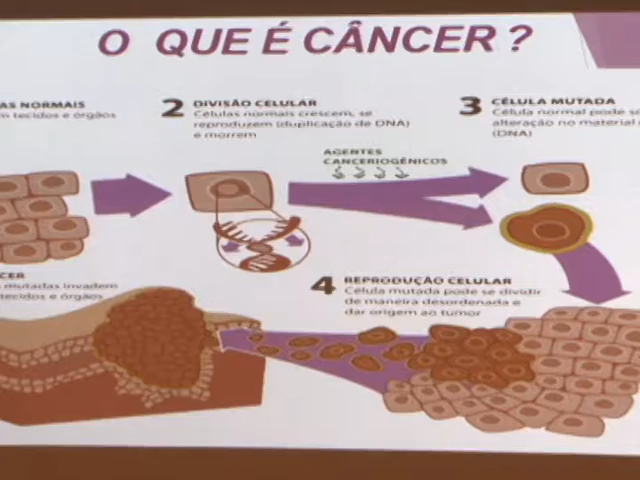 O QUE É CÂNCER ?
AS NORMAIS
m tecidos e órgãos
2 DIVISÃO CELULAR
Células normais crescem, se
reproduzem (duplicação de DNA)
e morrem
3 CÉLULA MUTADA
Célula normal pode
alteração no material
(DNA)
AGENTES
CANCERIOGÊNICOS
CER
mutadas invadem
tecidos e órgãos
4 REPRODUÇÃO CELULAR
Célula mutada pode se dividir
de maneira desordenada e
dar origem ao tumor